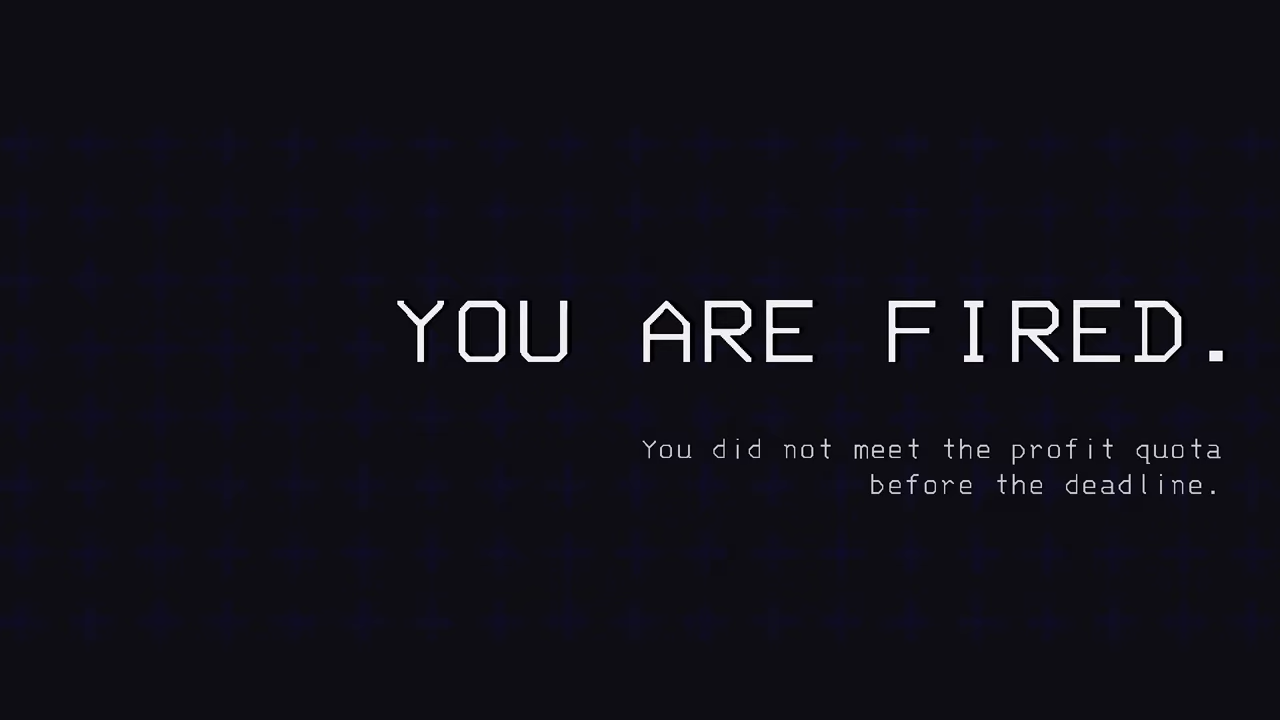 YOU ARE FIRED.
You did not meet the profit quota
before the deadline.